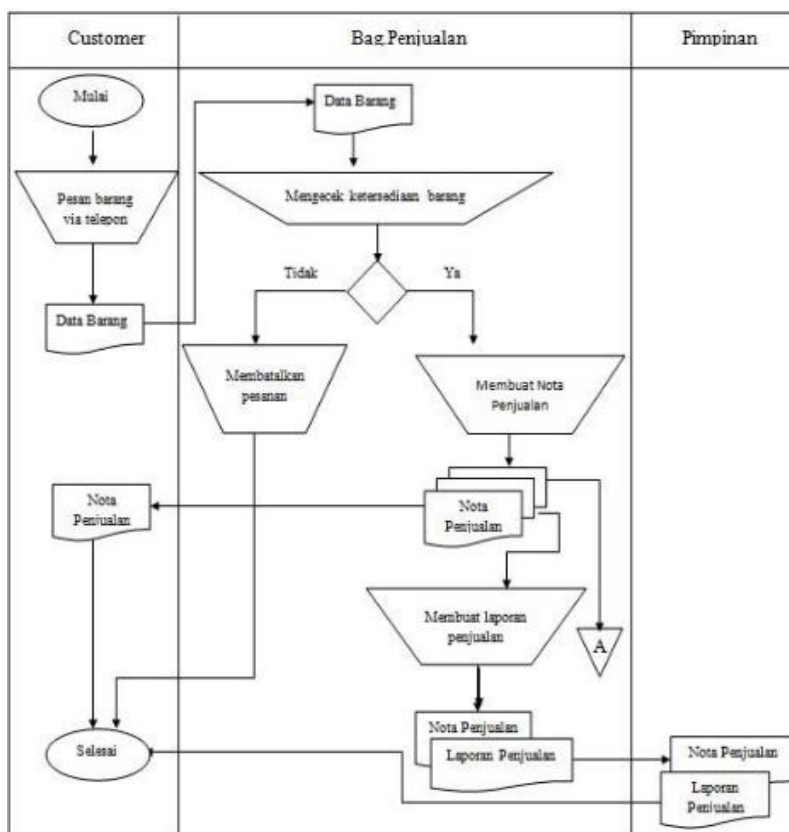 Customer
Bag.Penjualan
Pimpinan
Mulai
Data Barang
Pesan barang
via telepon
Mengecek ketersediaan barang
Tidak
Ya
Data Barang
Membatalkan
pesanan
Membuat Nota
Penjualan
Nota
Penjualan
Nota
Penjualan
Membuat laporan
penjualan
A
Nota Penjualan
Laporan Penjualan
Selesai
Nota Penjualan
Laporan
Penjualan